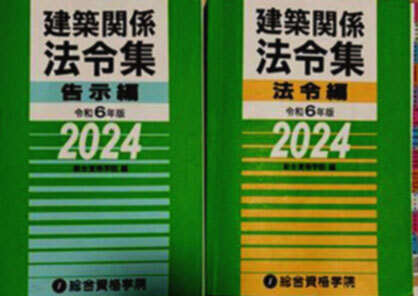 建築関係
法令集
告示編
令和6年版
2024
総合資格学院 編
総合資格学院
建築関係
法令集
法令編
令和6年版
2024
総合資格学院 編
総合資格学院